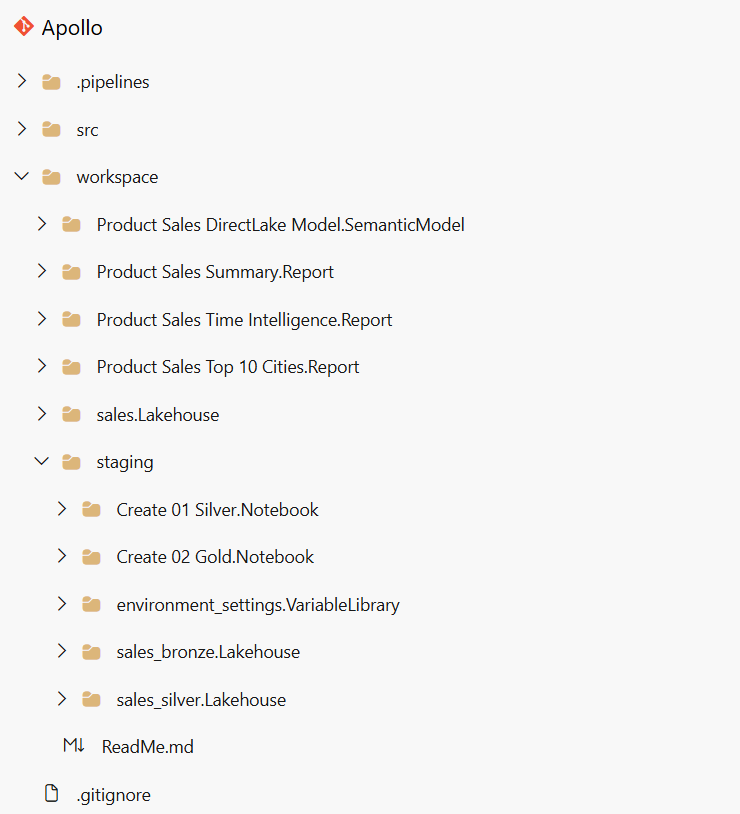 Apollo
.pipelines
src
workspace
Product Sales DirectLake Model.SemanticModel
Product Sales Summary.Report
Product Sales Time Intelligence.Report
Product Sales Top 10 Cities.Report
sales.Lakehouse
staging
Create 01 Silver.Notebook
Create 02 Gold.Notebook
environment_settings.VariableLibrary
sales_bronze.Lakehouse
sales_silver.Lakehouse
M↓ ReadMe.md
.gitignore